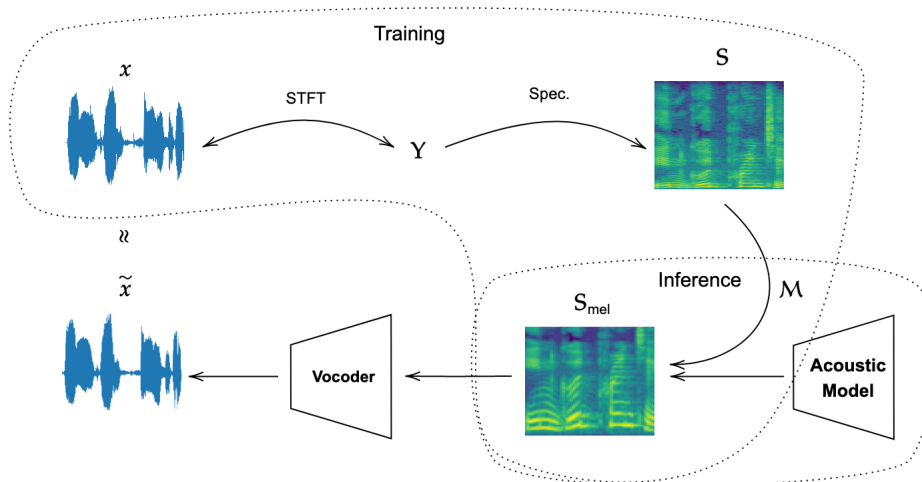 Training
x
S
STFT
Spec.
Y
≈
x̃
Inference
S_mel
M
Vocoder
Acoustic
Model